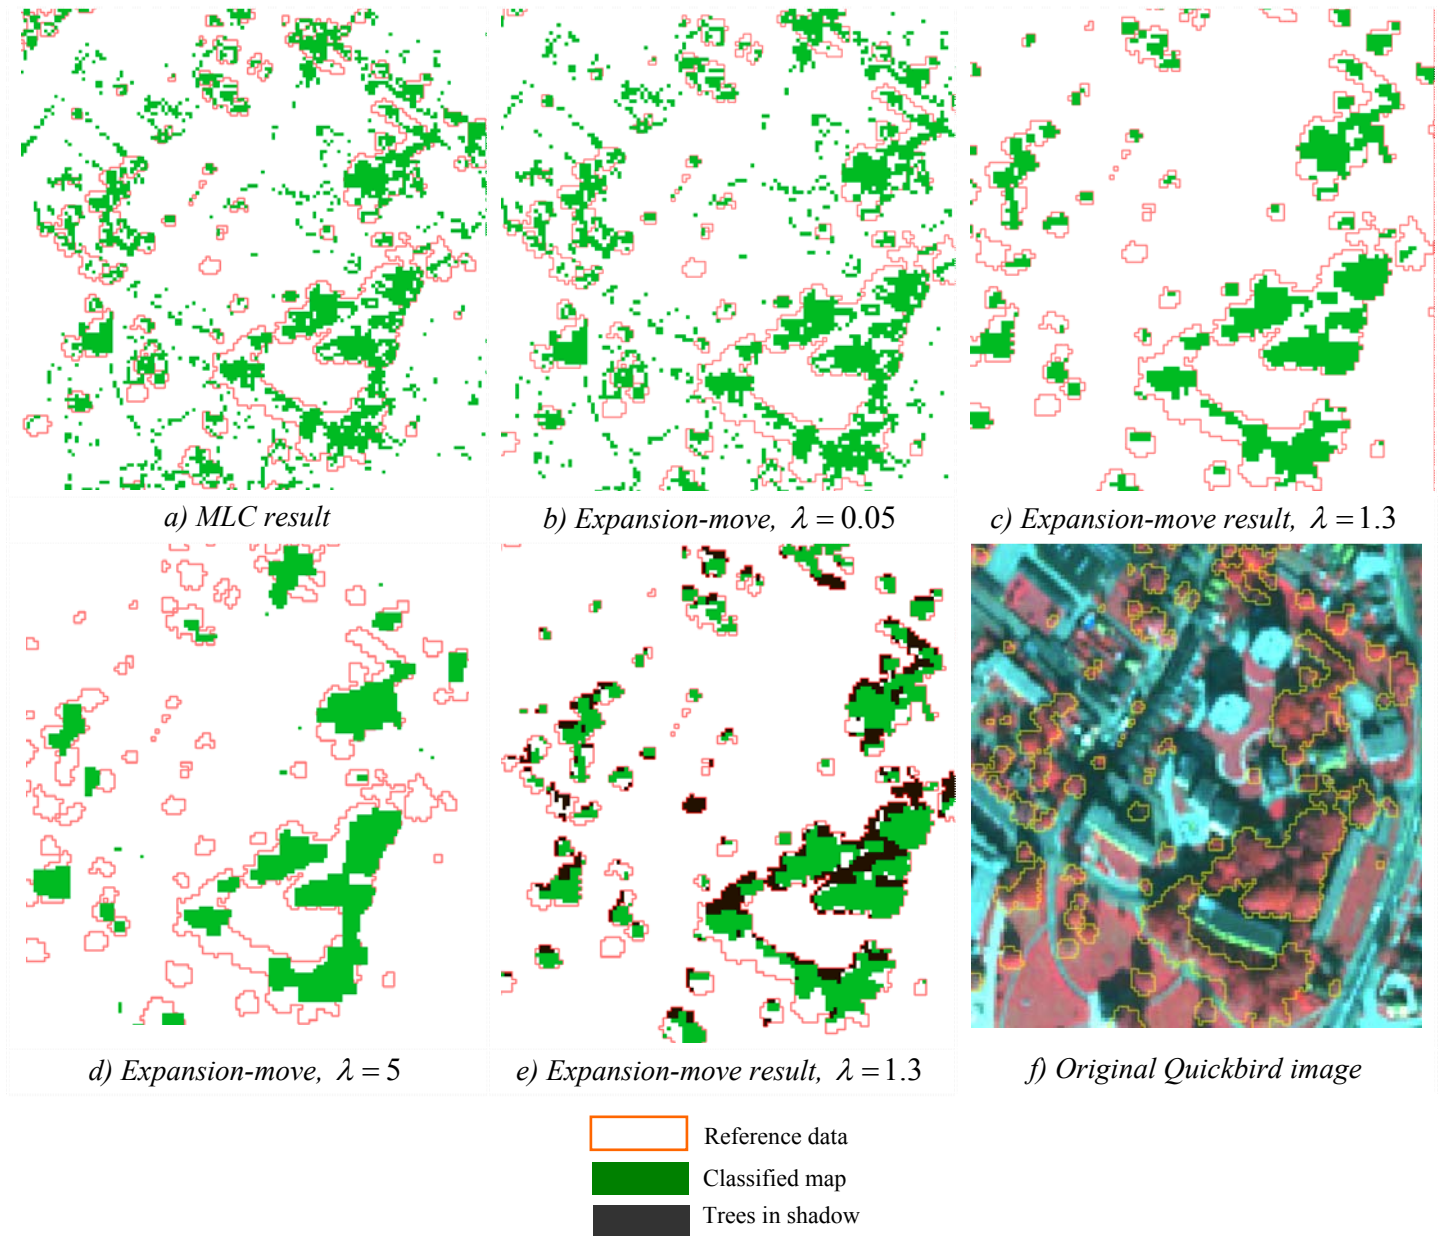 a) MLC result
b) Expansion-move, λ = 0.05
c) Expansion-move result, λ = 1.3
d) Expansion-move, λ = 5
e) Expansion-move result, λ = 1.3
f) Original Quickbird image
Reference data
Classified map
Trees in shadow